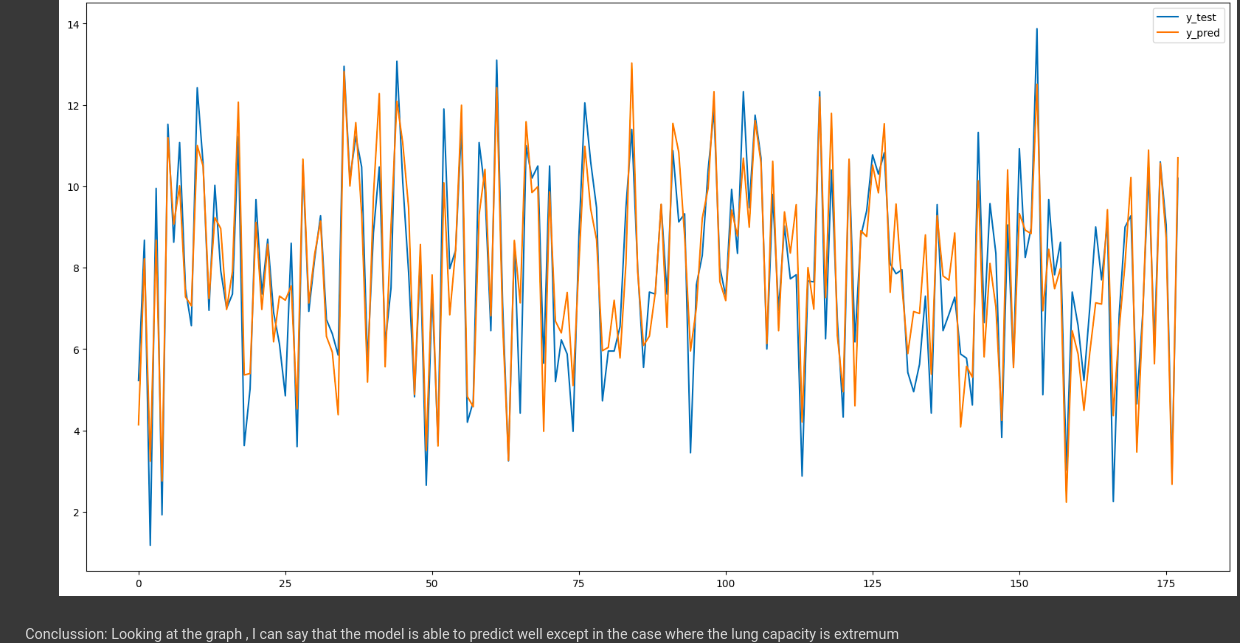 14
y_test
y_pred
12
10
8
6
4
2
0 25 50 75 100 125 150 175
Conclussion: Looking at the graph , I can say that the model is able to predict well except in the case where the lung capacity is extremum